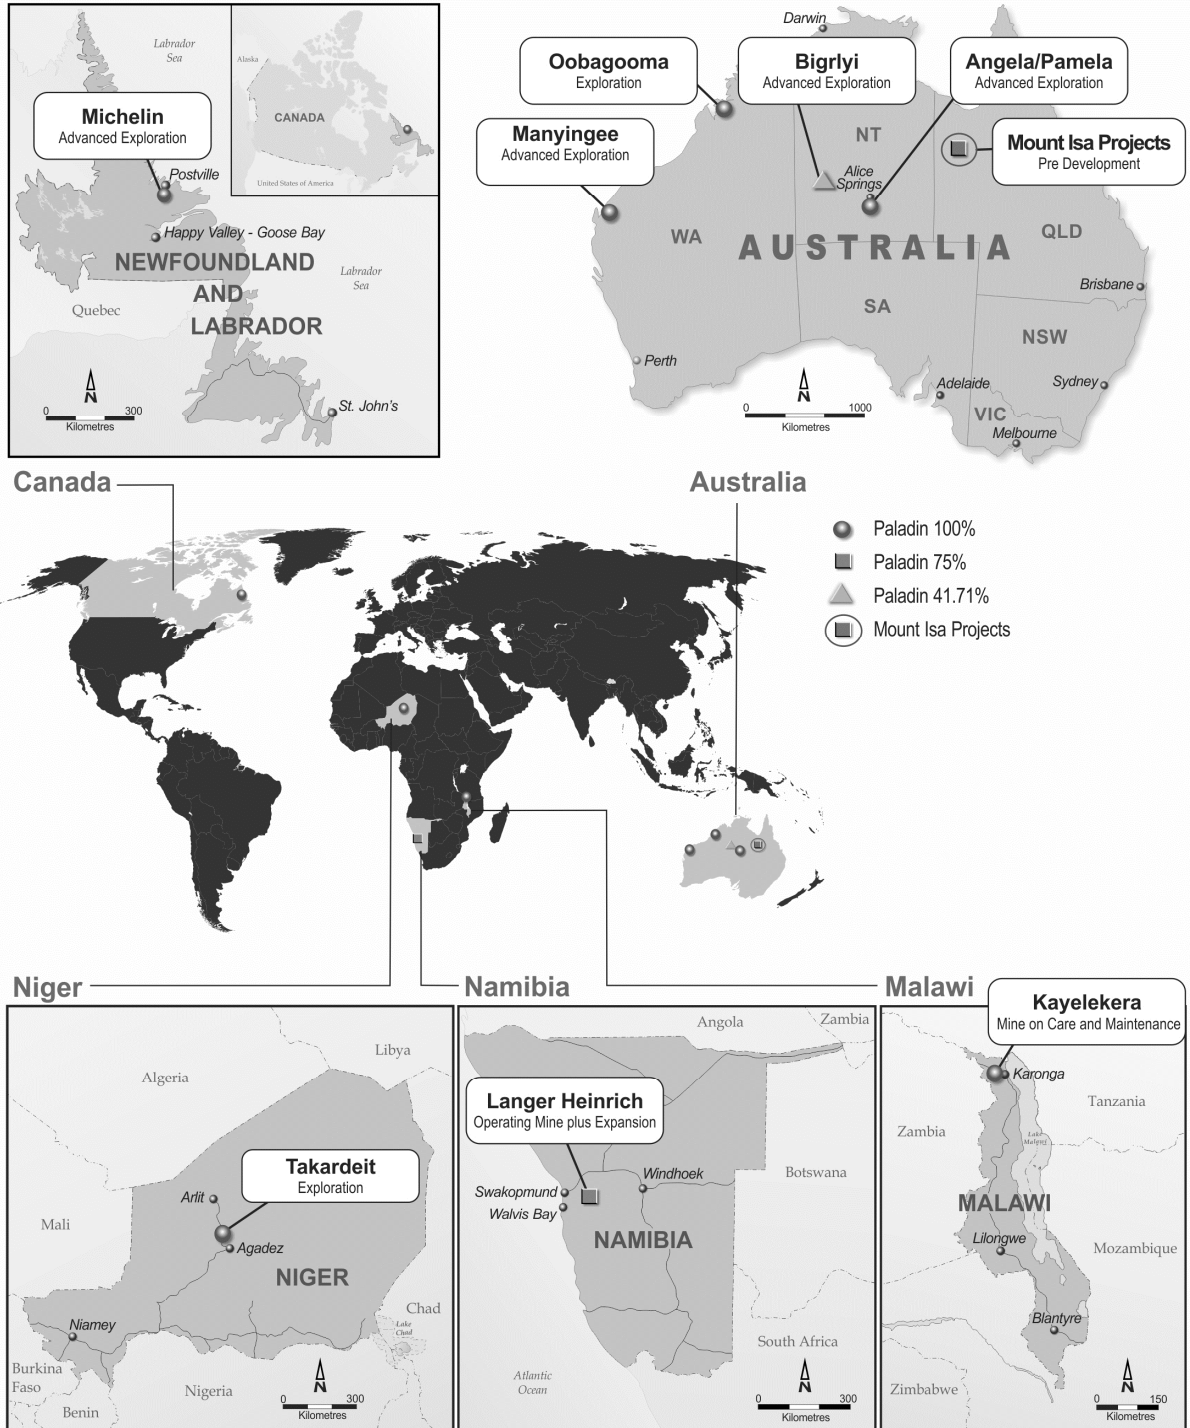 Labrador
Sea
Alaska
CANADA
United States of America
Michelin
Advanced Exploration
Postville
Happy Valley - Goose Bay
NEWFOUNDLAND
AND
LABRADOR
Labrador
Sea
Quebec
N
0 300
Kilometres
St. John's
Darwin
Oobagooma
Exploration
Bigrlyi
Advanced Exploration
Angela/Pamela
Advanced Exploration
Manyingee
Advanced Exploration
Mount Isa Projects
Pre Development
NT
Alice
Springs
WA
AUSTRALIA
QLD
Brisbane
SA
NSW
Perth
Adelaide
Sydney
VIC
Melbourne
N
0 1000
Kilometres
Canada
Australia
Paladin 100%
Paladin 75%
Paladin 41.71%
Mount Isa Projects
Niger
Namibia
Malawi
Algeria
Libya
Takardeit
Exploration
Arlit
Agadez
Mali
NIGER
Niamey
Chad
Lake
Chad
Burkina
Faso
Benin
Nigeria
N
0 300
Kilometres
Angola
Zambia
Langer Heinrich
Operating Mine plus Expansion
Windhoek
Swakopmund
Walvis Bay
Botswana
NAMIBIA
South Africa
Atlantic
Ocean
N
0 300
Kilometres
Kayelekera
Mine on Care and Maintenance
Karonga
Tanzania
Zambia
Lake
Malawi
MALAWI
Lilongwe
Mozambique
Blantyre
Zimbabwe
N
0 150
Kilometres